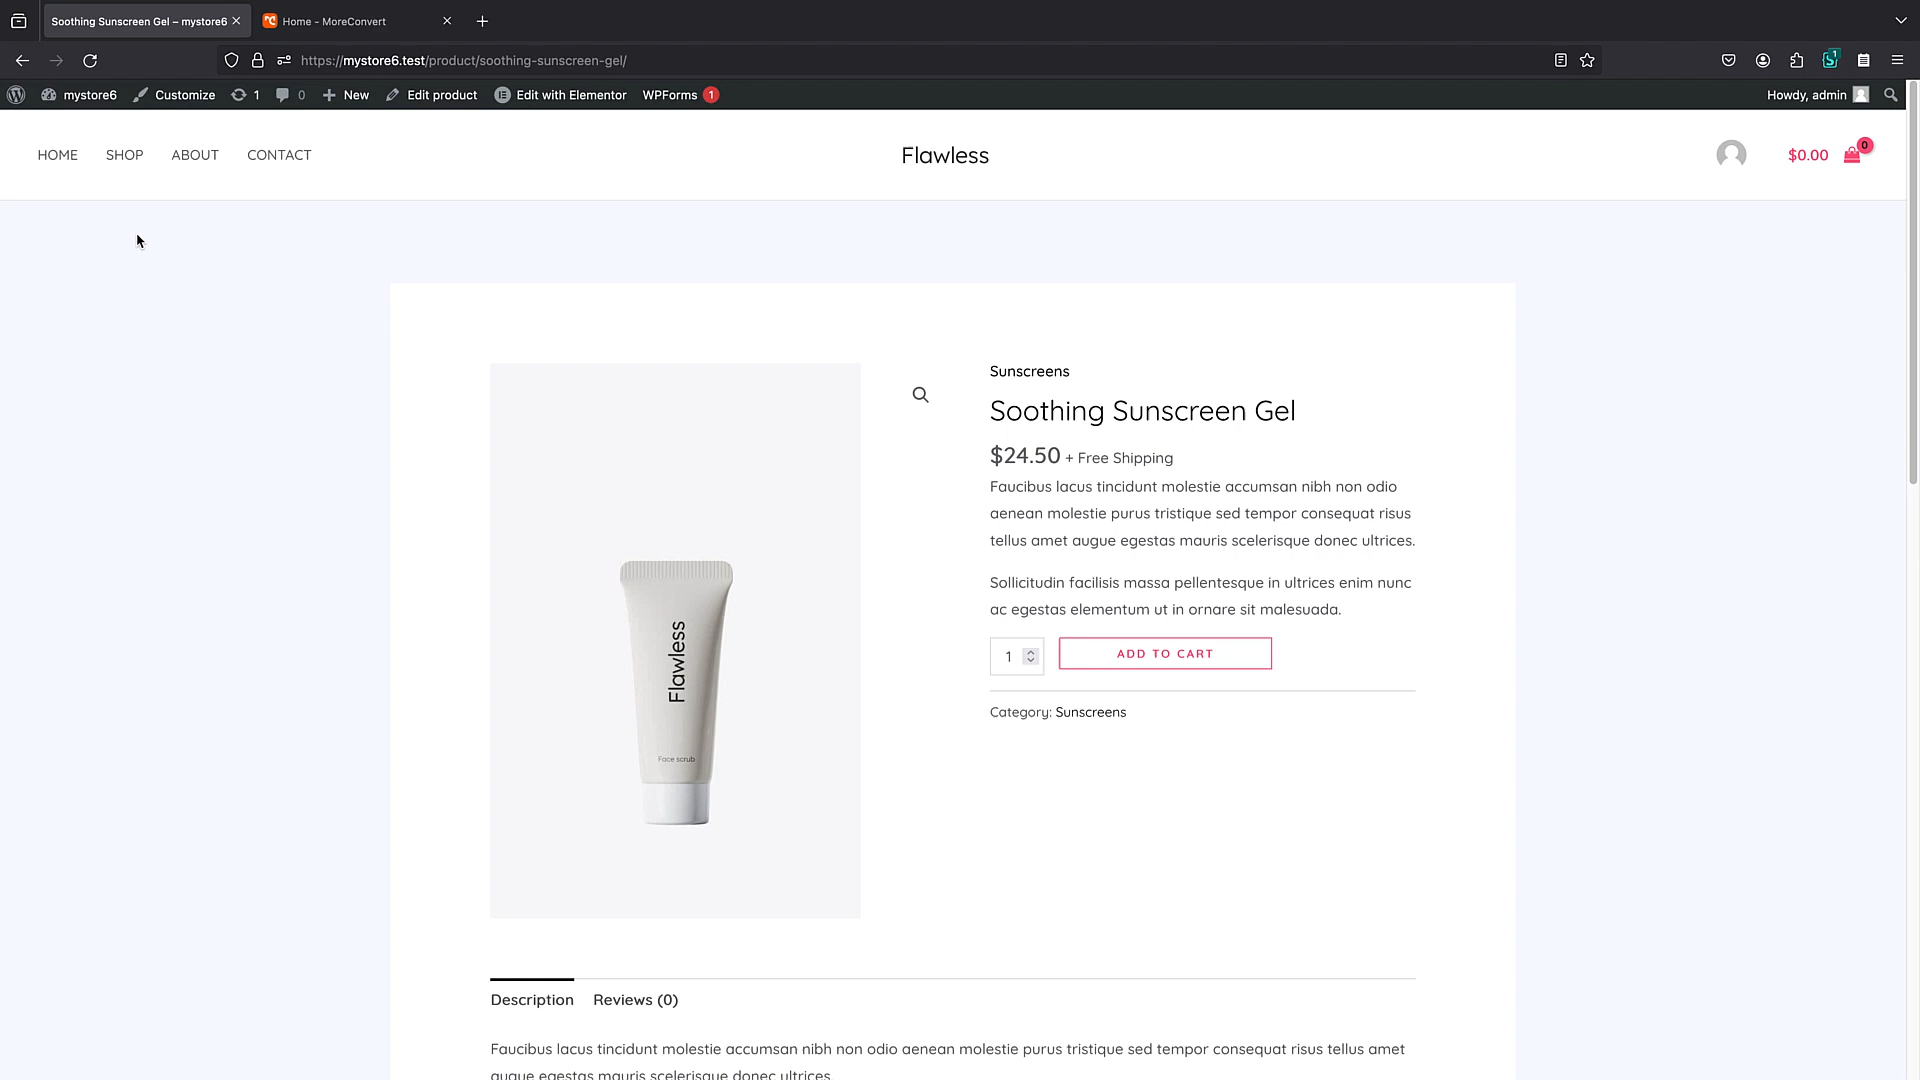 Soothing Sunscreen Gel – mystore6
Home - MoreConvert
https://mystore6.test/product/soothing-sunscreen-gel/
1
mystore6
Customize
1
0
New
Edit product
Edit with Elementor
WPForms 1
Howdy, admin
HOME
SHOP
ABOUT
CONTACT
Flawless
$0.00
0
Sunscreens
Soothing Sunscreen Gel
$24.50 + Free Shipping
Faucibus lacus tincidunt molestie accumsan nibh non odio
aenean molestie purus tristique sed tempor consequat risus
tellus amet augue egestas mauris scelerisque donec ultrices.
Sollicitudin facilisis massa pellentesque in ultrices enim nunc
ac egestas elementum ut in ornare sit malesuada.
1
ADD TO CART
Category: Sunscreens
Flawless
Face scrub
Description
Reviews (0)
Faucibus lacus tincidunt molestie accumsan nibh non odio aenean molestie purus tristique sed tempor consequat risus tellus amet
augue egestas mauris scelerisque donec ultrices.